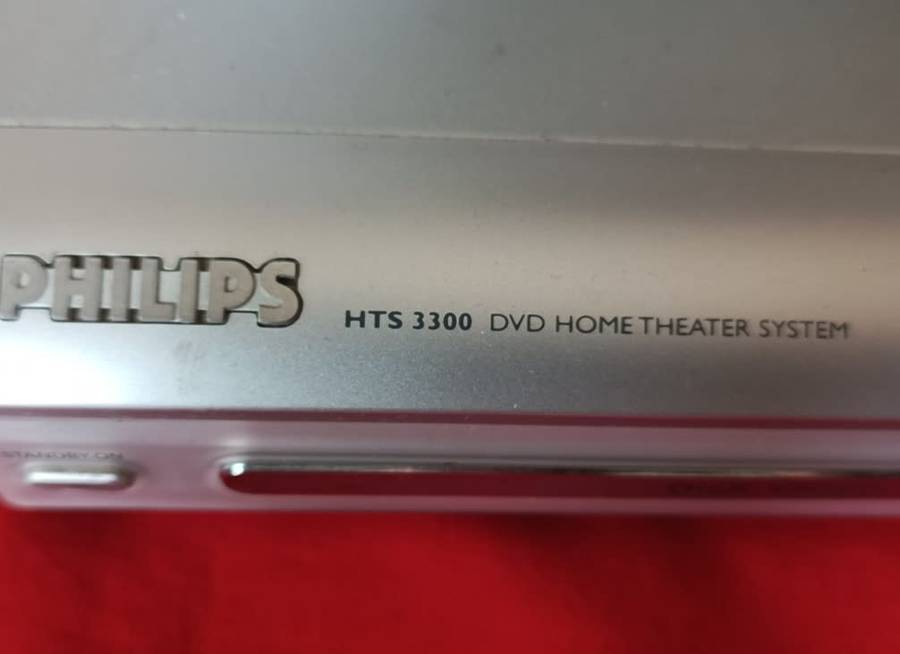 PHILIPS
HTS 3300 DVD HOME THEATER SYSTEM
STANDBY ON